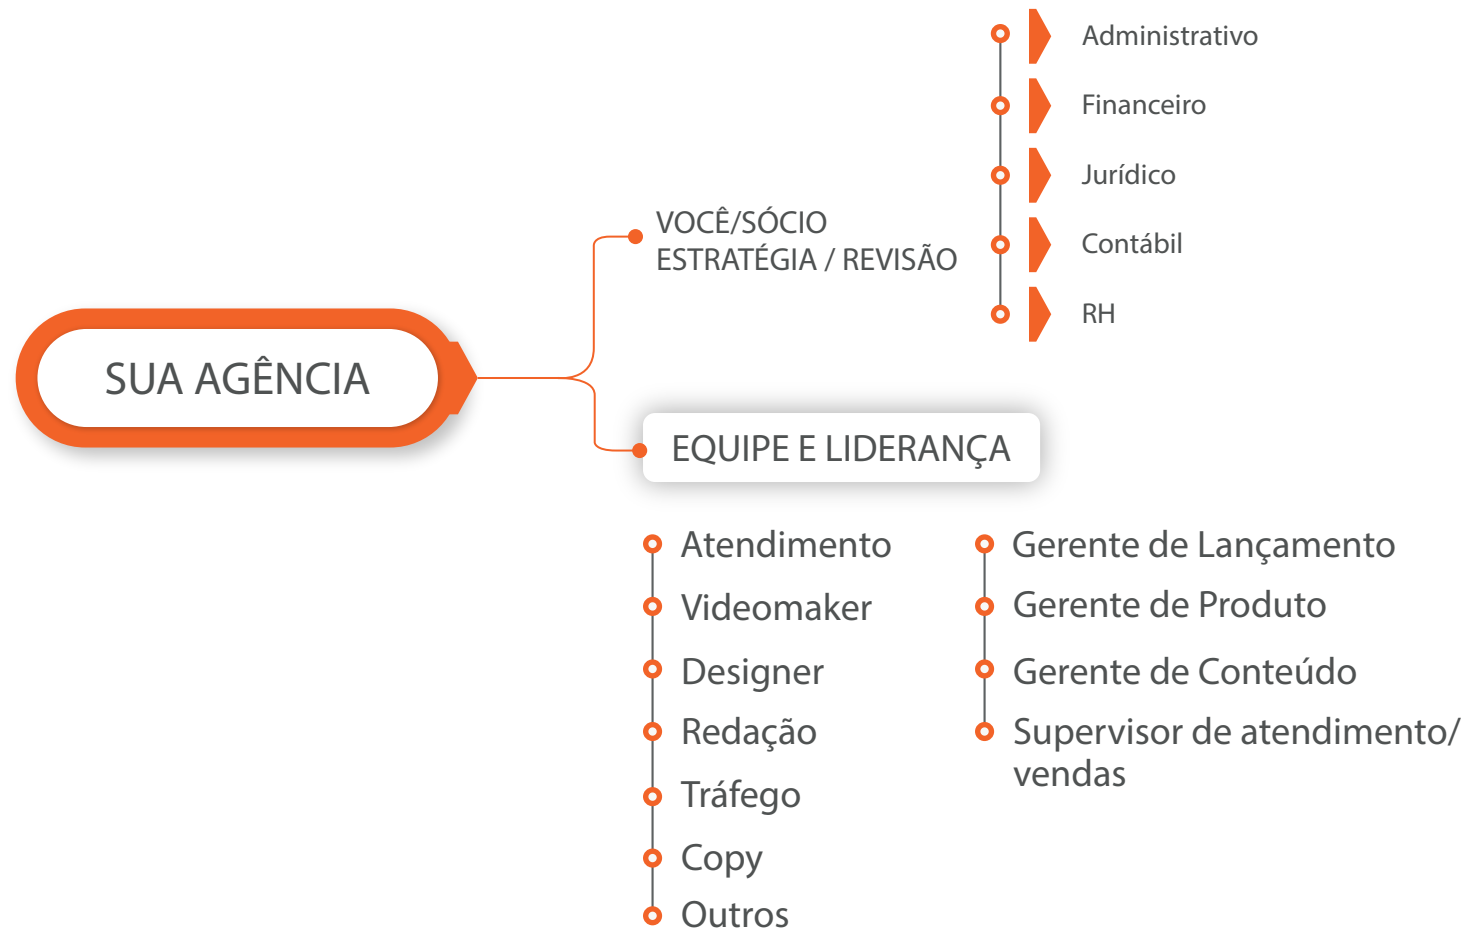 SUA AGÊNCIA
VOCÊ/SÓCIO
ESTRATÉGIA / REVISÃO
Administrativo
Financeiro
Jurídico
Contábil
RH
EQUIPE E LIDERANÇA
Atendimento
Videomaker
Designer
Redação
Tráfego
Copy
Outros
Gerente de Lançamento
Gerente de Produto
Gerente de Conteúdo
Supervisor de atendimento/
vendas